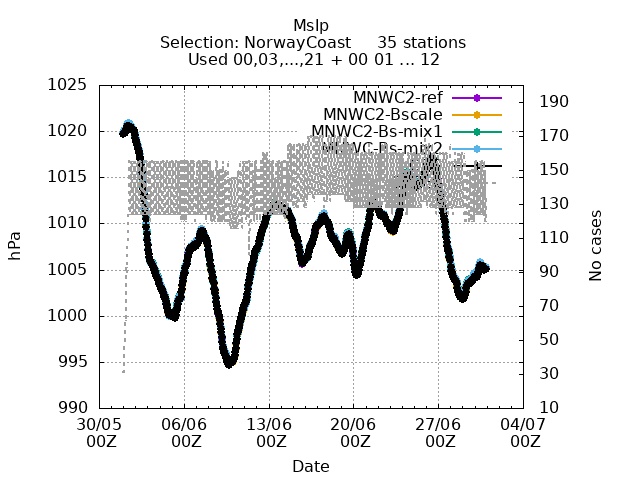 Mslp
Selection: NorwayCoast 35 stations
Used 00,03,...,21 + 00 01 ... 12
1025
1020
1015
1010
1005
1000
995
990
hPa
190
170
150
130
110
90
70
50
30
10
No cases
MNWC2-ref
MNWC2-Bscale
MNWC2-Bs-mix1
MNWC-Bs-mix2
30/05 06/06 13/06 20/06 27/06 04/07
00Z 00Z 00Z 00Z 00Z 00Z
Date